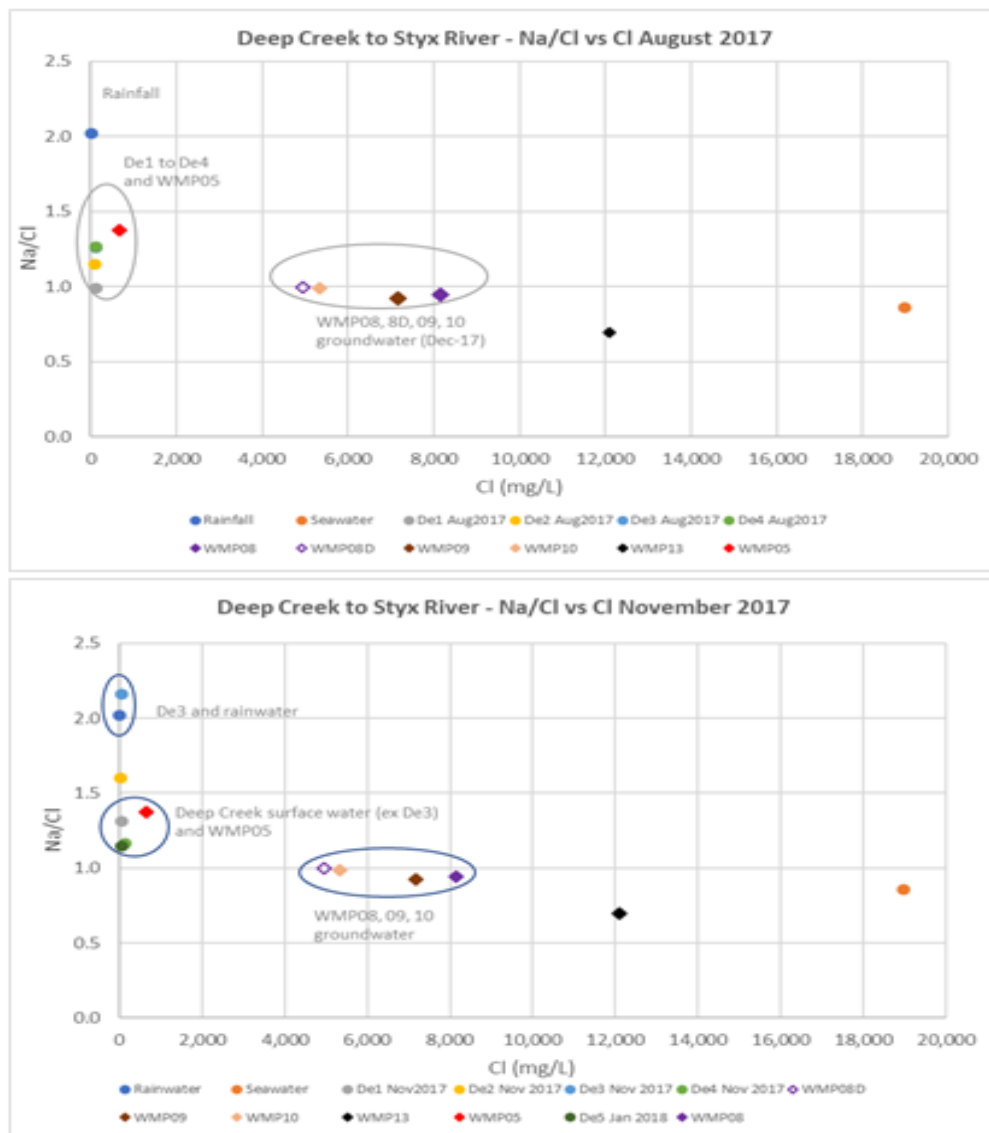 Deep Creek to Styx River - Na/Cl vs Cl August 2017
2.5
Rainfall
2.0
De1 to De4
and WMP05
1.5
Na/Cl
1.0
WMP08, 8D, 09, 10
groundwater (Dec-17)
0.5
0.0
0 2,000 4,000 6,000 8,000 10,000 12,000 14,000 16,000 18,000 20,000
Cl (mg/L)
Rainfall Seawater De1 Aug2017 De2 Aug2017 De3 Aug2017 De4 Aug2017
WMP08 WMP08D WMP09 WMP10 WMP13 WMP05
Deep Creek to Styx River - Na/Cl vs Cl November 2017
2.5
De3 and rainwater
2.0
1.5
Deep Creek surface water (ex De3)
and WMP05
Na/Cl
1.0
WMP08, 09, 10
groundwater
0.5
0.0
0 2,000 4,000 6,000 8,000 10,000 12,000 14,000 16,000 18,000 20,000
Cl (mg/L)
Rainwater Seawater De1 Nov2017 De2 Nov 2017 De3 Nov 2017 De4 Nov 2017 WMP08D
WMP09 WMP10 WMP13 WMP05 De5 Jan 2018 WMP08